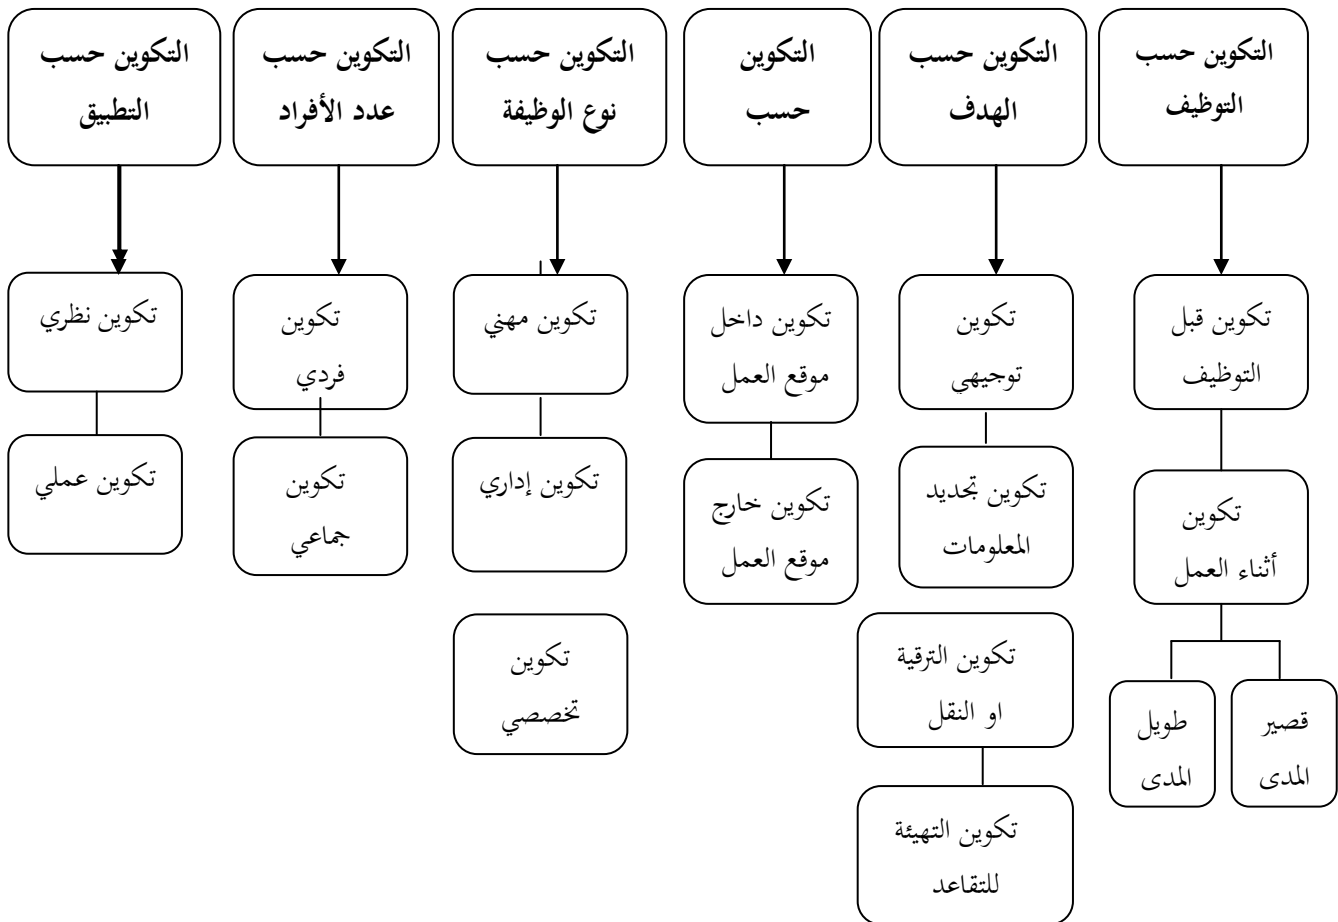 التكوين حسب
التوظيف
التكوين حسب
الهدف
التكوين
حسب
التكوين حسب
نوع الوظيفة
التكوين حسب
عدد الأفراد
التكوين حسب
التطبيق
تكوين قبل
التوظيف
تكوين
توجيهي
تكوين داخل
موقع العمل
تكوين مهني
تكوين
فردي
تكوين نظري
تكوين
أثناء العمل
تكوين تجديد
المعلومات
تكوين خارج
موقع العمل
تكوين إداري
تكوين
جماعي
تكوين عملي
قصير
المدى
طويل
المدى
تكوين الترقية
او النقل
تكوين
تخصصي
تكوين التهيئة
للتقاعد